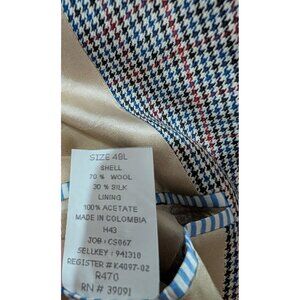 SIZE 48L
SHELL
70 % WOOL
30 % SILK
LINING
100% ACETATE
MADE IN COLOMBIA
H43
JOB: CS067
SELLKEY: 941310
REGISTER #K4097-02
R470
RN # 39091